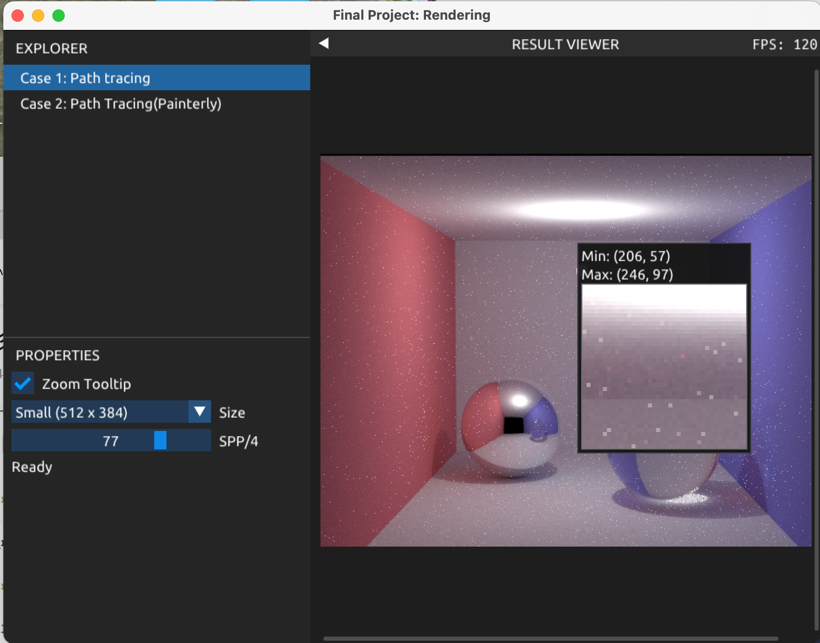 Final Project: Rendering
EXPLORER
Case 1: Path tracing
Case 2: Path Tracing(Painterly)
RESULT VIEWER
FPS: 120
Min: (206, 57)
Max: (246, 97)
PROPERTIES
Zoom Tooltip
Small (512 x 384) Size
77 SPP/4
Ready